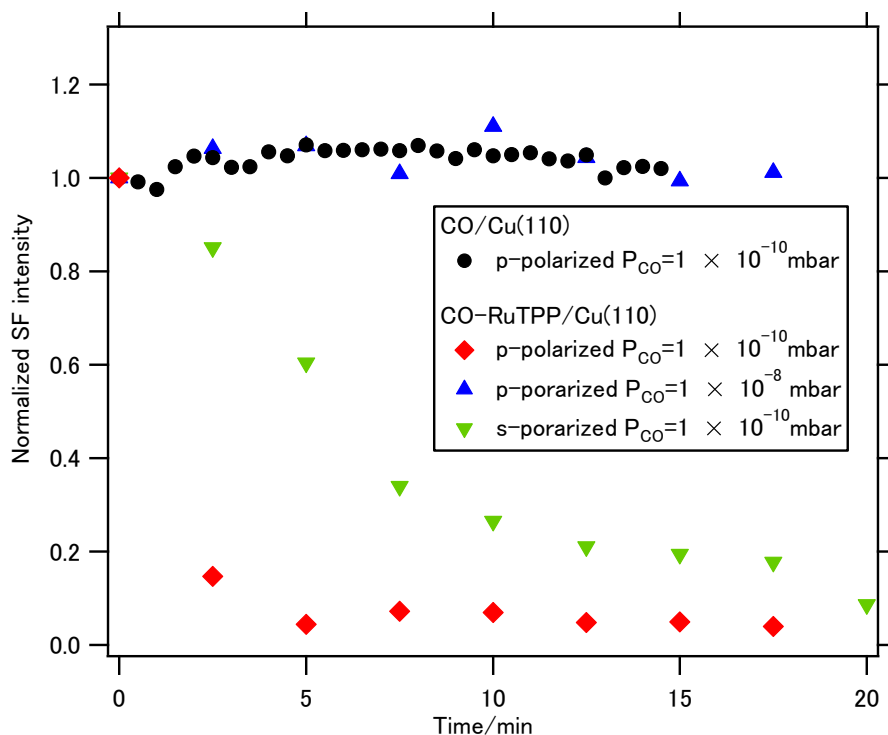 1.2
1.0
0.8
0.6
0.4
0.2
0.0
Normalized SF intensity
CO/Cu(110)
p-polarized P_CO=1 × 10^-10 mbar
CO-RuTPP/Cu(110)
p-polarized P_CO=1 × 10^-10 mbar
p-porarized P_CO=1 × 10^-8 mbar
s-porarized P_CO=1 × 10^-10 mbar
0 5 10 15 20
Time/min